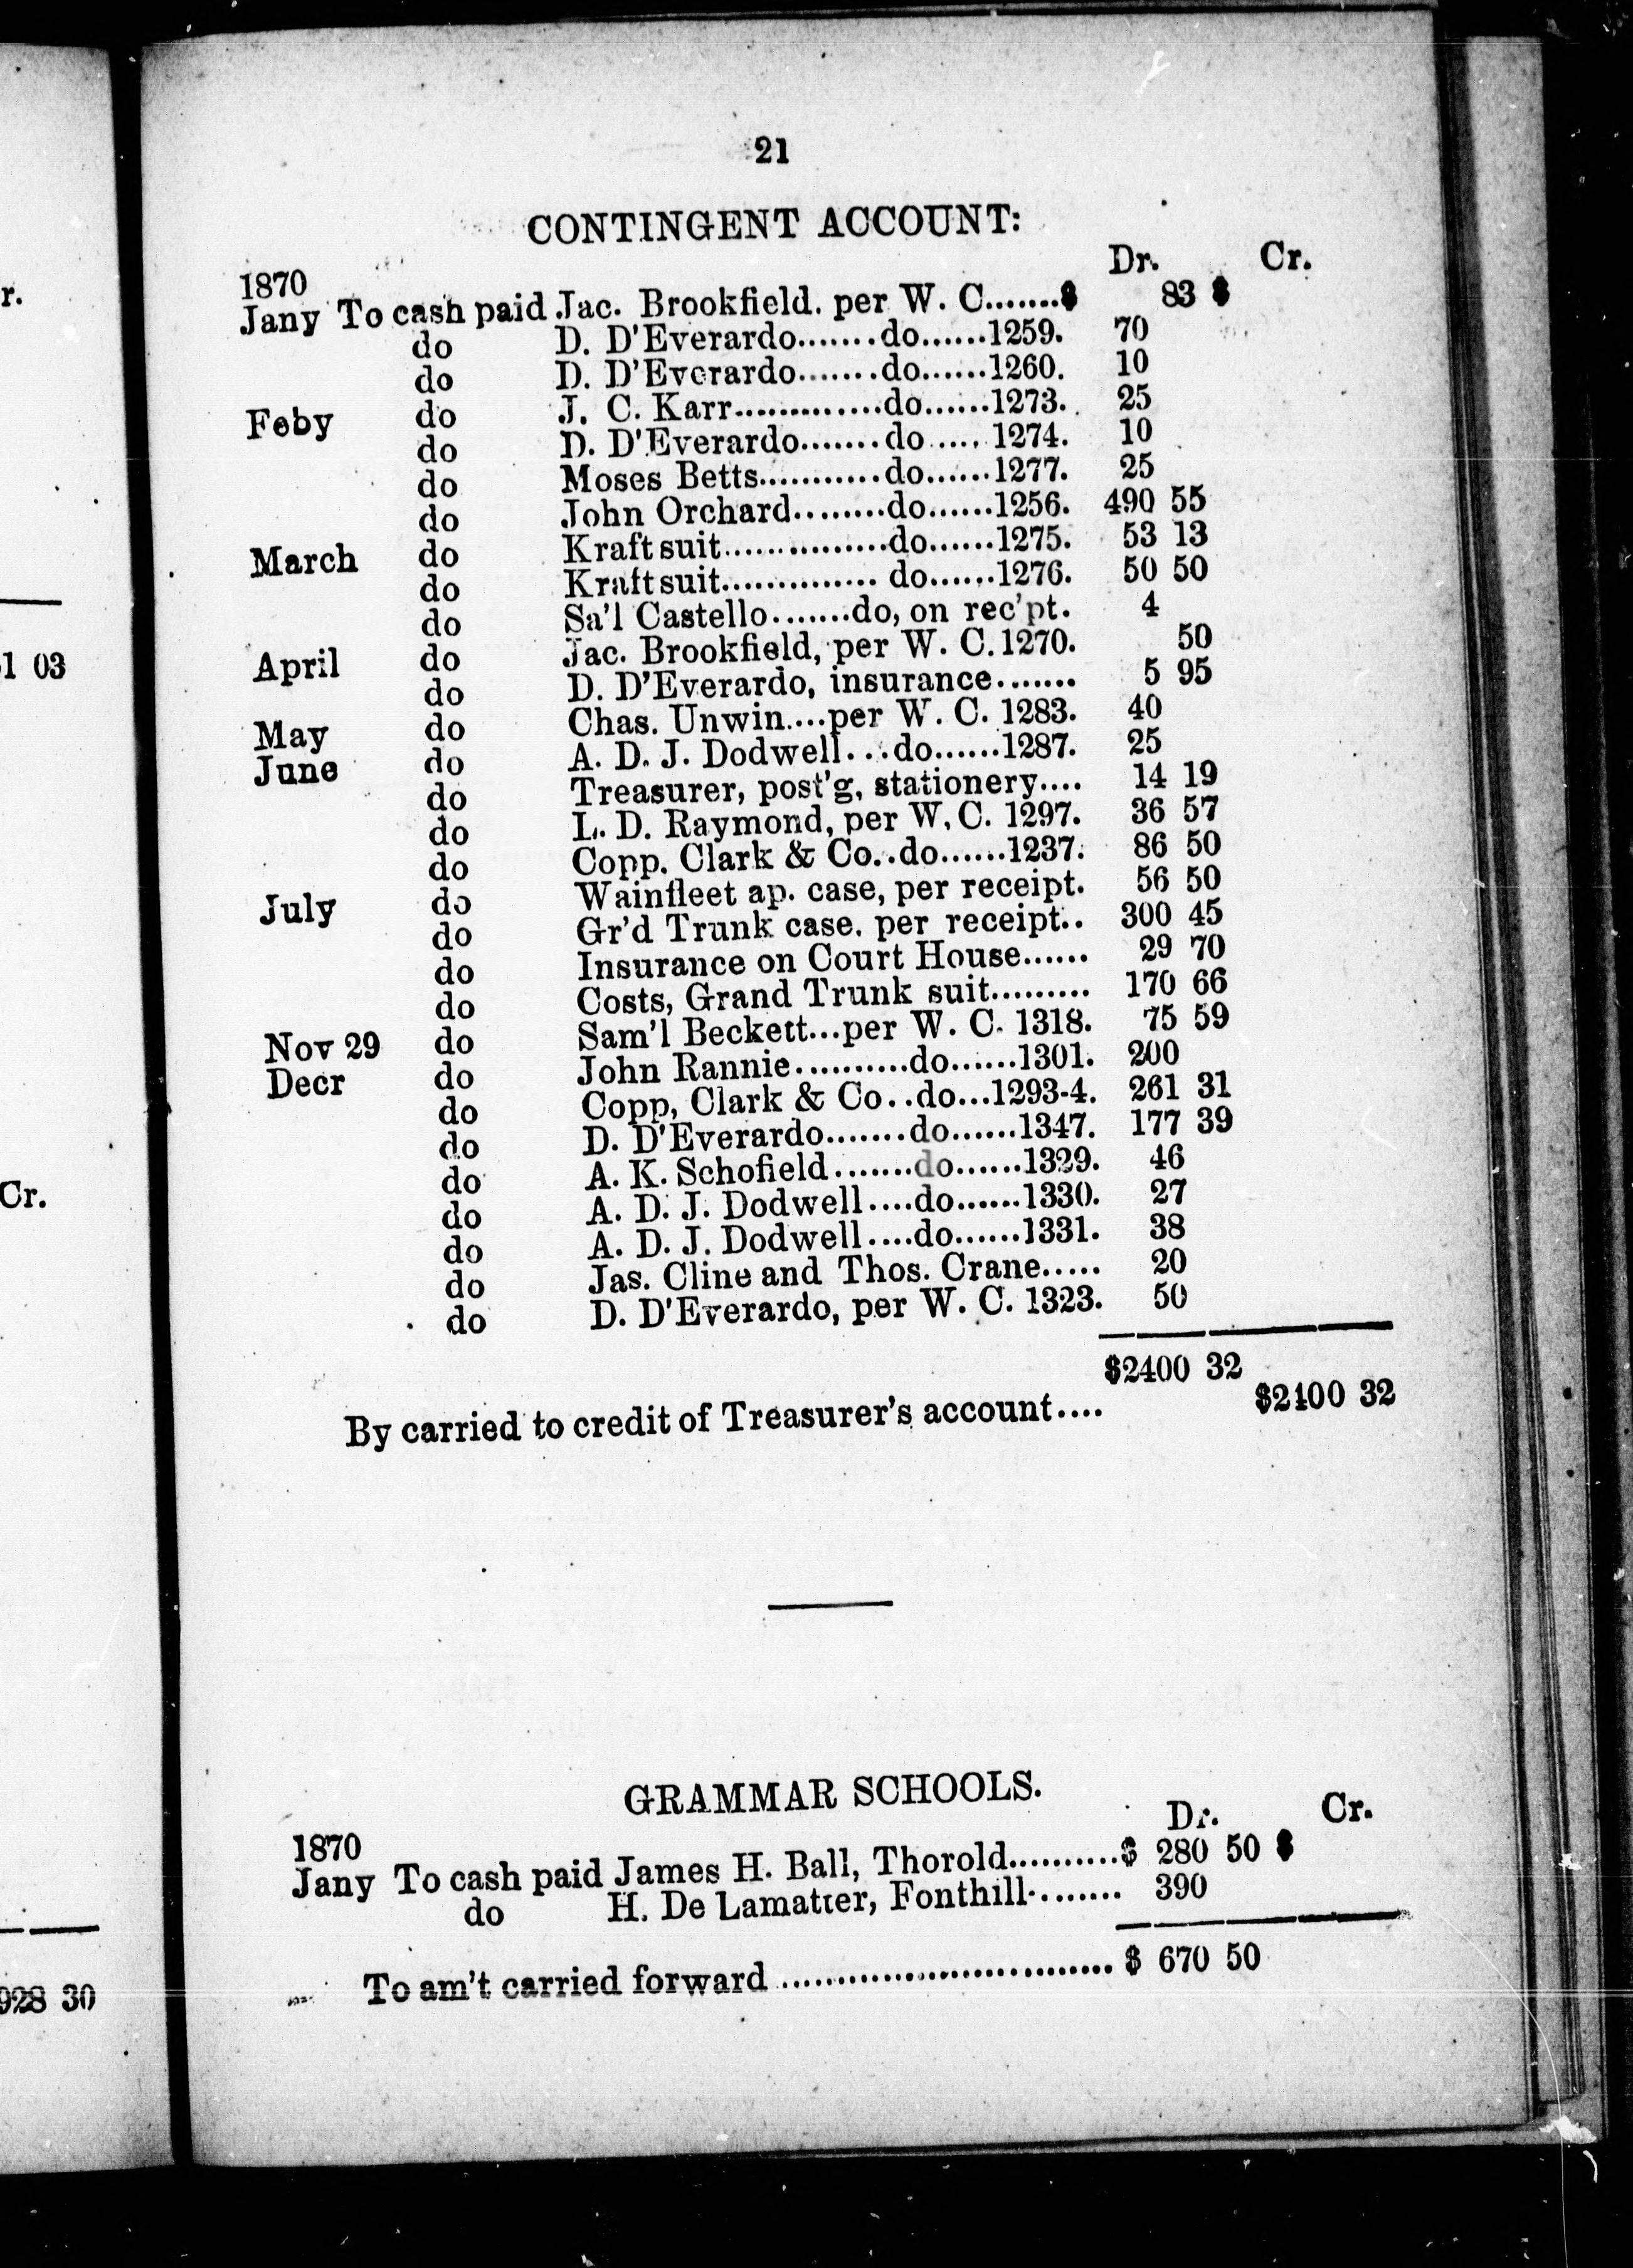 21
CONTINGENT ACCOUNT:
Dr. Cr.
1870
Jany To cash paid Jac. Brookfield. per W. C.......$ 83 $
do D. D'Everardo.......do......1259. 70
do D. D'Everardo.......do......1260. 10
Feby do J. C. Karr..............do......1273. 25
do D. D'Everardo.......do......1274. 10
do Moses Betts............do......1277. 25
do John Orchard.........do......1256. 490 55
March do Kraft suit................do......1275. 53 13
do Kraft suit............... do......1276. 50 50
do Sa'l Castello........do, on rec'pt. 4
April do Jac. Brookfield, per W. C. 1270. 50
do D. D'Everardo, insurance........ 5 95
May do Chas. Unwin....per W. C. 1283. 40
June do A. D. J. Dodwell...do......1287. 25
do Treasurer, post'g, stationery.... 14 19
do L. D. Raymond, per W. C. 1297. 36 57
do Copp. Clark & Co..do......1237. 86 50
July do Wainfleet ap. case, per receipt. 56 50
do Gr'd Trunk case. per receipt.. 300 45
do Insurance on Court House...... 29 70
do Costs, Grand Trunk suit.......... 170 66
Nov 29 do Sam'l Beckett...per W. C. 1318. 75 59
Decr do John Rannie...........do......1301. 200
do Copp, Clark & Co..do...1293-4. 261 31
do D. D'Everardo.......do......1347. 177 39
do A. K. Schofield.......do......1329. 46
do A. D. J. Dodwell....do......1330. 27
do A. D. J. Dodwell....do......1331. 38
do Jas. Cline and Thos. Crane..... 20
do D. D'Everardo, per W. C. 1323. 50
$2400 32
By carried to credit of Treasurer's account.... $2400 32
GRAMMAR SCHOOLS.
Dr. Cr.
1870
Jany To cash paid James H. Ball, Thorold..........$ 280 50 $
do H. De Lamatter, Fonthill......... 390
To am't carried forward ................................ $ 670 50
r.
03
Cr.
928 30